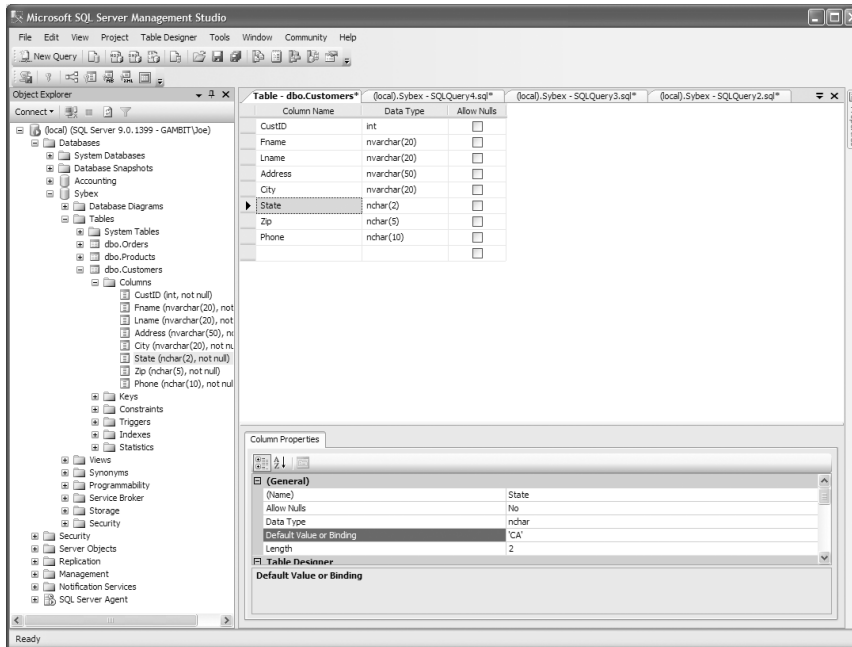 Microsoft SQL Server Management Studio
File Edit View Project Table Designer Tools Window Community Help
New Query
Object Explorer
Connect
(local) (SQL Server 9.0.1399 - GAMBIT\Joe)
Databases
System Databases
Database Snapshots
Accounting
Sybex
Database Diagrams
Tables
System Tables
dbo.Orders
dbo.Products
dbo.Customers
Columns
CustID (int, not null)
Fname (nvarchar(20), not
Lname (nvarchar(20), not
Address (nvarchar(50), no
City (nvarchar(20), not nu
State (nchar(2), not null)
Zip (nchar(5), not null)
Phone (nchar(10), not nul
Keys
Constraints
Triggers
Indexes
Statistics
Views
Synonyms
Programmability
Service Broker
Storage
Security
Security
Server Objects
Replication
Management
Notification Services
SQL Server Agent
Table - dbo.Customers* (local).Sybex - SQLQuery4.sql* (local).Sybex - SQLQuery3.sql* (local).Sybex - SQLQuery2.sql*
Column Name Data Type Allow Nulls
CustID int
Fname nvarchar(20)
Lname nvarchar(20)
Address nvarchar(50)
City nvarchar(20)
State nchar(2)
Zip nchar(5)
Phone nchar(10)
Column Properties
(General)
(Name) State
Allow Nulls No
Data Type nchar
Default Value or Binding 'CA'
Length 2
Table Designer
Default Value or Binding
Ready